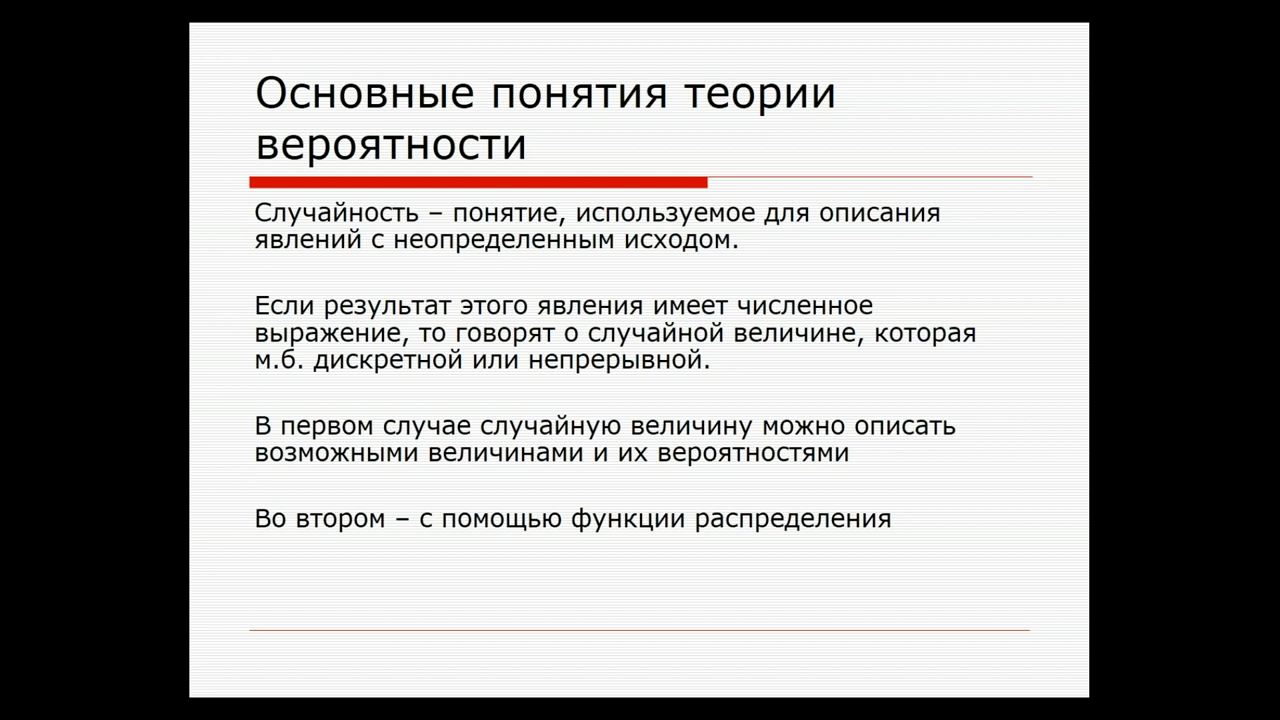 Основные понятия теории
вероятности
Случайность – понятие, используемое для описания
явлений с неопределенным исходом.
Если результат этого явления имеет численное
выражение, то говорят о случайной величине, которая
м.б. дискретной или непрерывной.
В первом случае случайную величину можно описать
возможными величинами и их вероятностями
Во втором – с помощью функции распределения